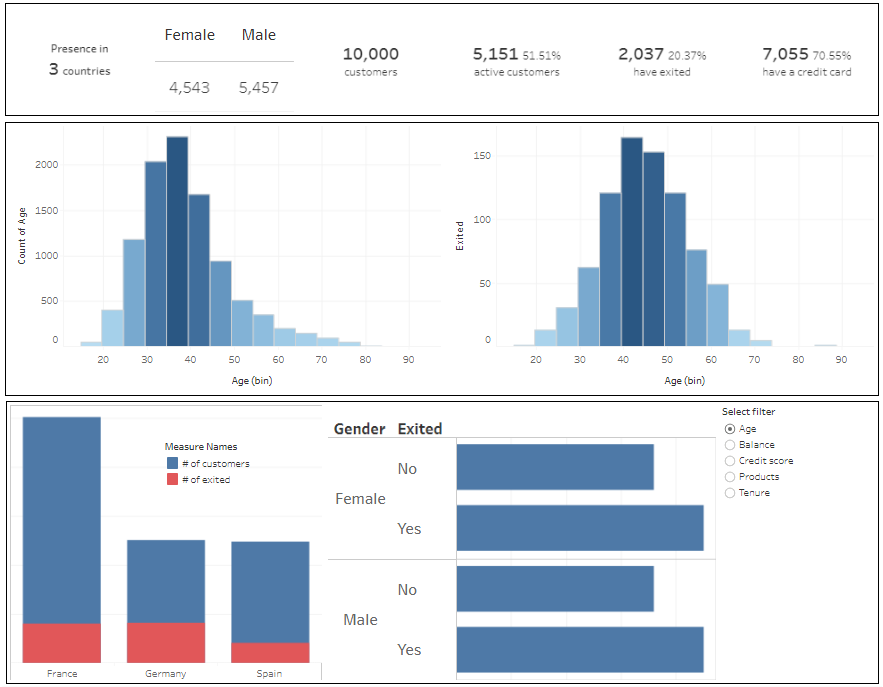 Presence in
3 countries
Female Male
4,543 5,457
10,000
customers
5,151 51.51%
active customers
2,037 20.37%
have exited
7,055 70.55%
have a credit card
Count of Age
2000
1500
1000
500
0
20 30 40 50 60 70 80 90
Age (bin)
Exited
150
100
50
0
20 30 40 50 60 70 80 90
Age (bin)
Measure Names
# of customers
# of exited
France Germany Spain
Gender Exited
Female
No
Yes
Male
No
Yes
Select filter
Age
Balance
Credit score
Products
Tenure